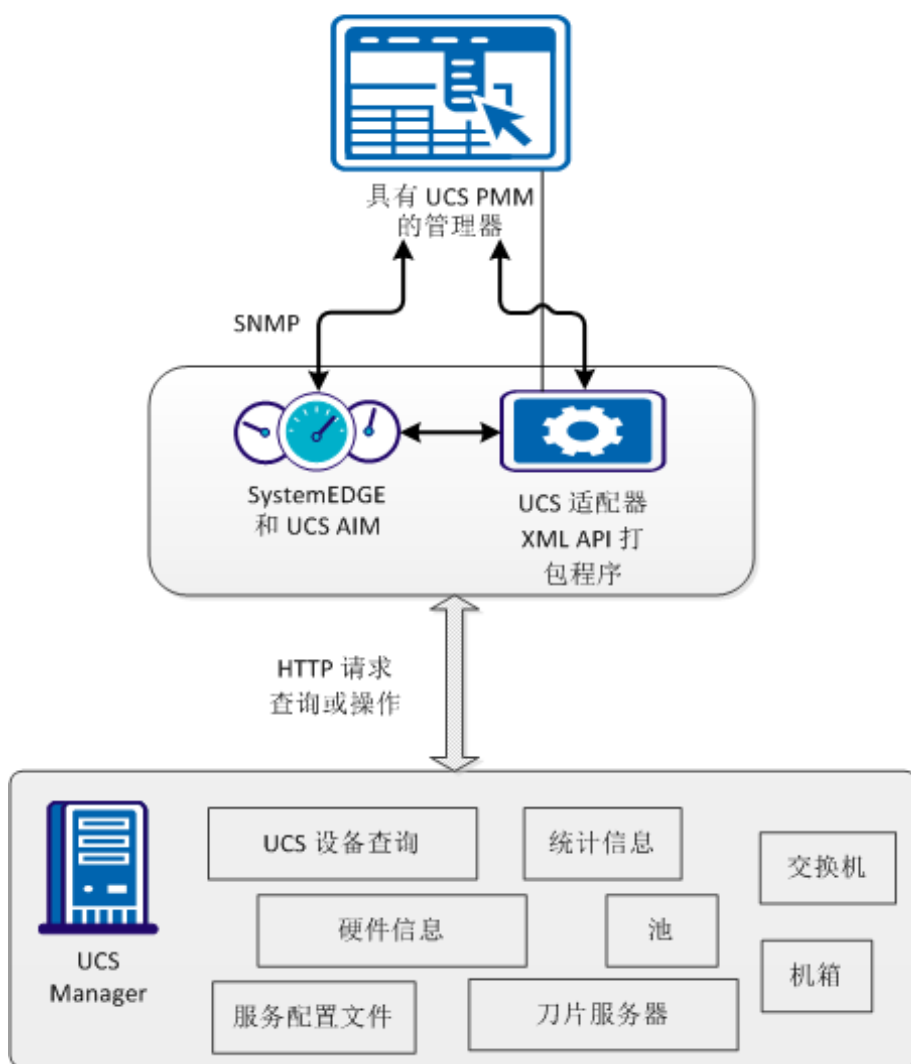 具有 UCS PMM
的管理器
SNMP
SystemEDGE
和 UCS AIM
UCS 适配器
XML API 打
包程序
HTTP 请求
查询或操作
UCS 设备查询
统计信息
交换机
硬件信息
池
UCS
Manager
机箱
服务配置文件
刀片服务器